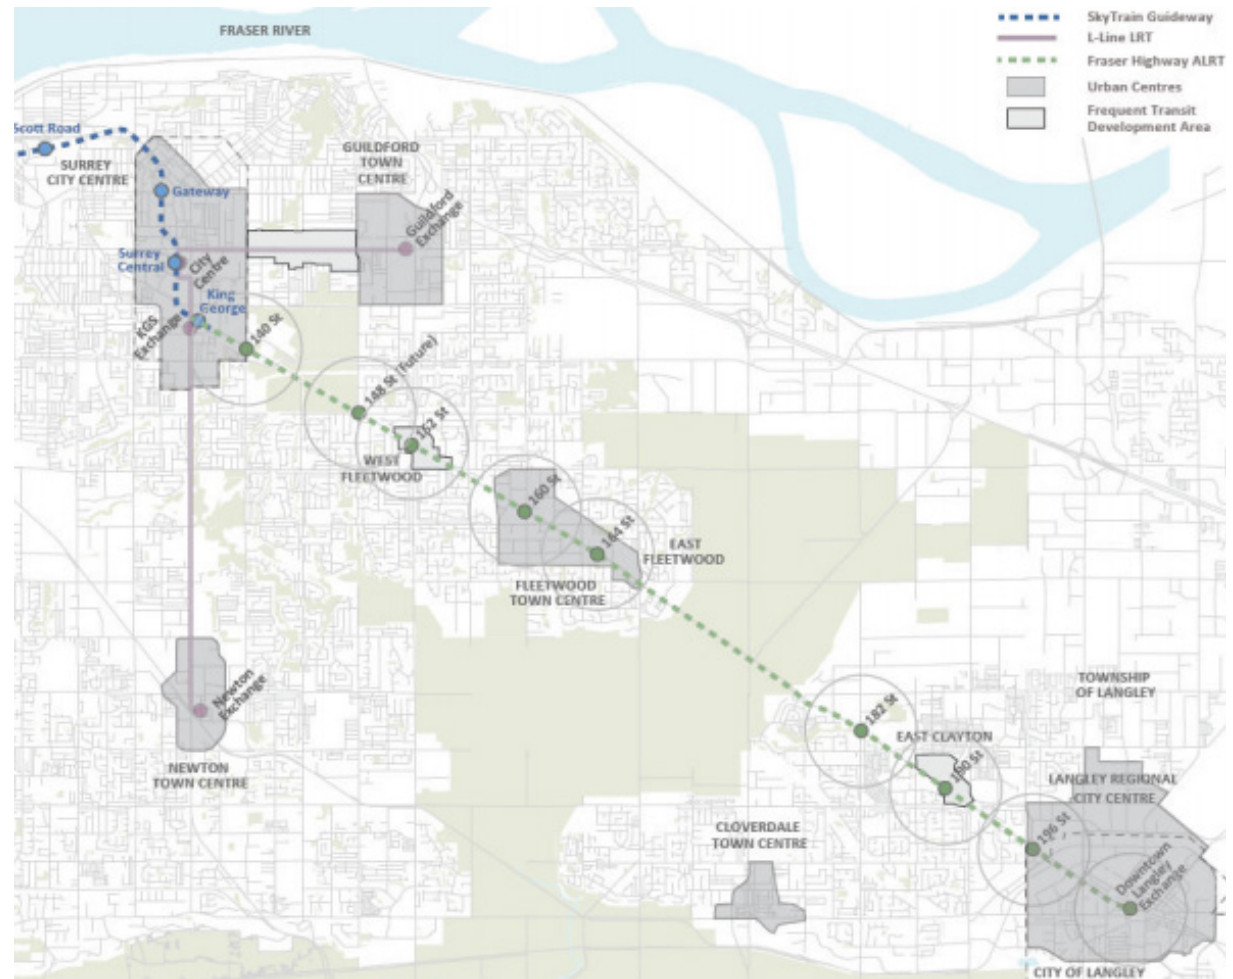 FRASER RIVER
SkyTrain Guideway
L-Line LRT
Fraser Highway ALRT
Urban Centres
Frequent Transit
Development Area
Scott Road
SURREY
CITY CENTRE
GUILDFORD
TOWN
CENTRE
Gateway
Guildford
Exchange
Surrey
Central
City
Centre
King
George
KGS
Exchange
140 St
148 St (Future)
152 St
WEST
FLEETWOOD
160 St
164 St
EAST
FLEETWOOD
FLEETWOOD
TOWN CENTRE
Newton
Exchange
NEWTON
TOWN CENTRE
TOWNSHIP
OF LANGLEY
182 St
EAST CLAYTON
190 St
LANGLEY REGIONAL
CITY CENTRE
196 St
CLOVERDALE
TOWN CENTRE
Downtown
Langley
Exchange
CITY OF LANGLEY